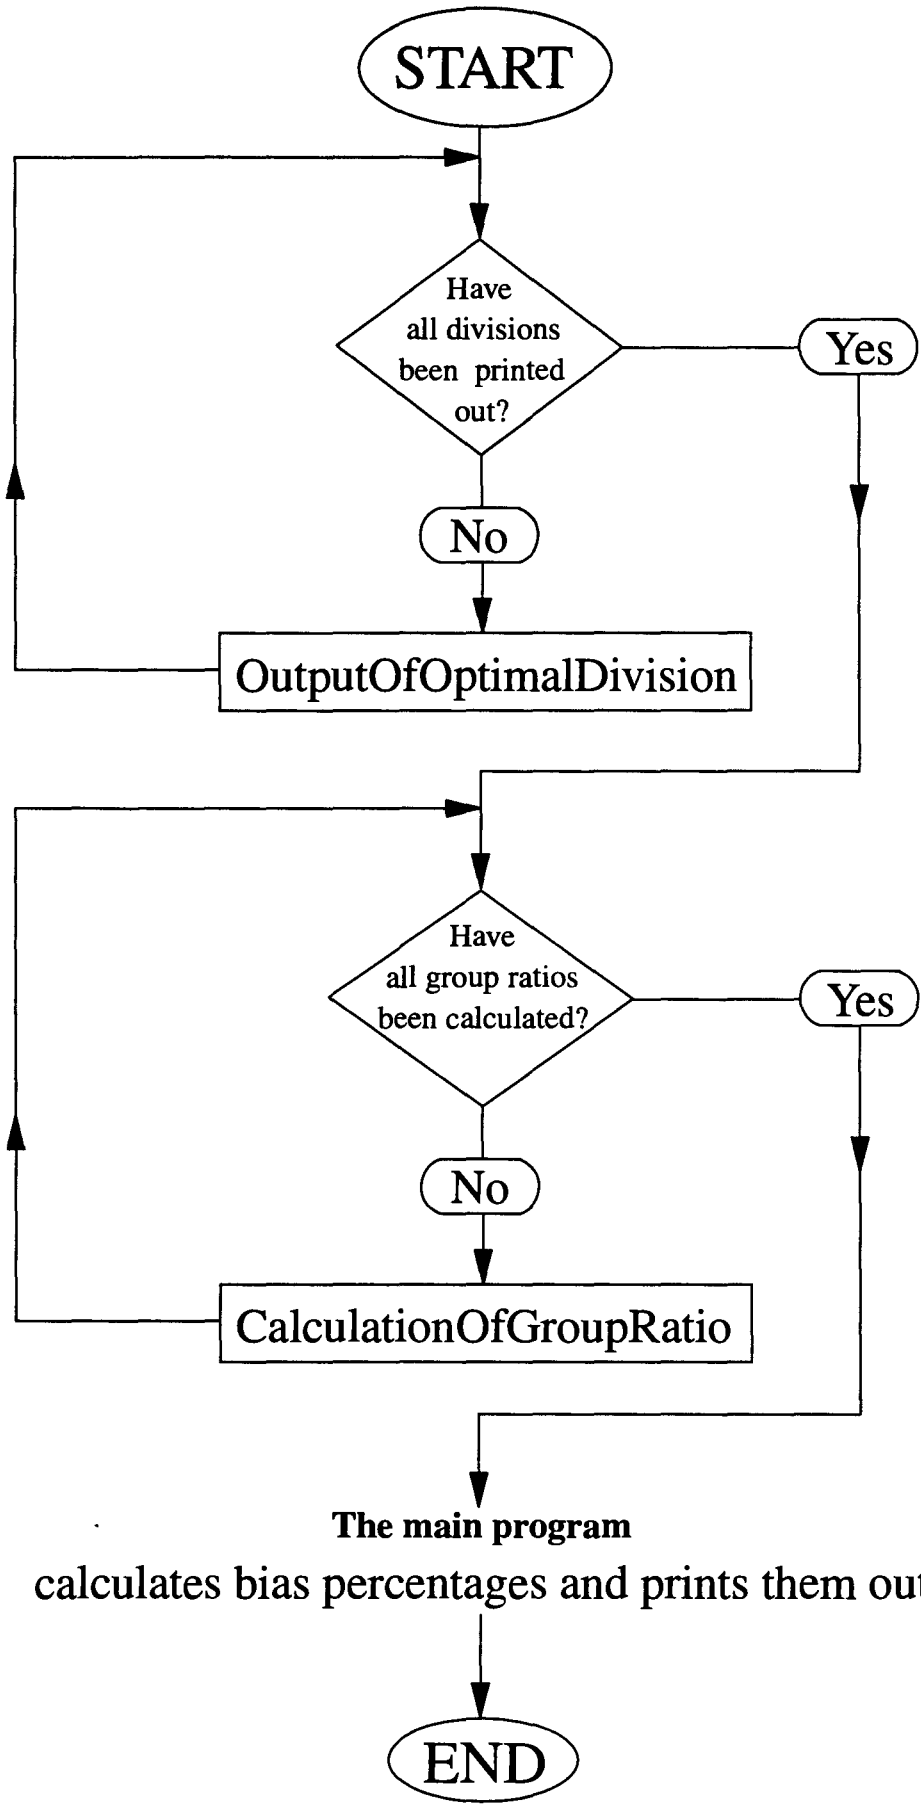 START
Have
all divisions
been printed
out?
Yes
No
OutputOfOptimalDivision
Have
all group ratios
been calculated?
Yes
No
CalculationOfGroupRatio
The main program
calculates bias percentages and prints them out
END